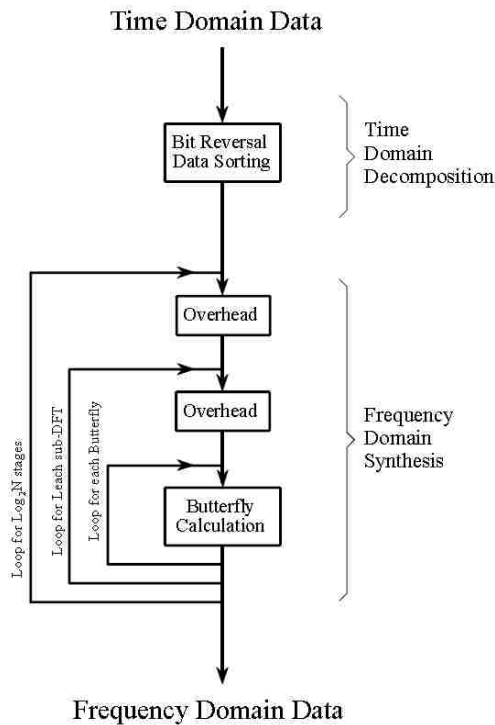 Time Domain Data
Bit Reversal
Data Sorting
Time
Domain
Decomposition
Overhead
Overhead
Butterfly
Calculation
Frequency
Domain
Synthesis
Loop for Log₂N stages
Loop for Leach sub-DFT
Loop for each Butterfly
Frequency Domain Data